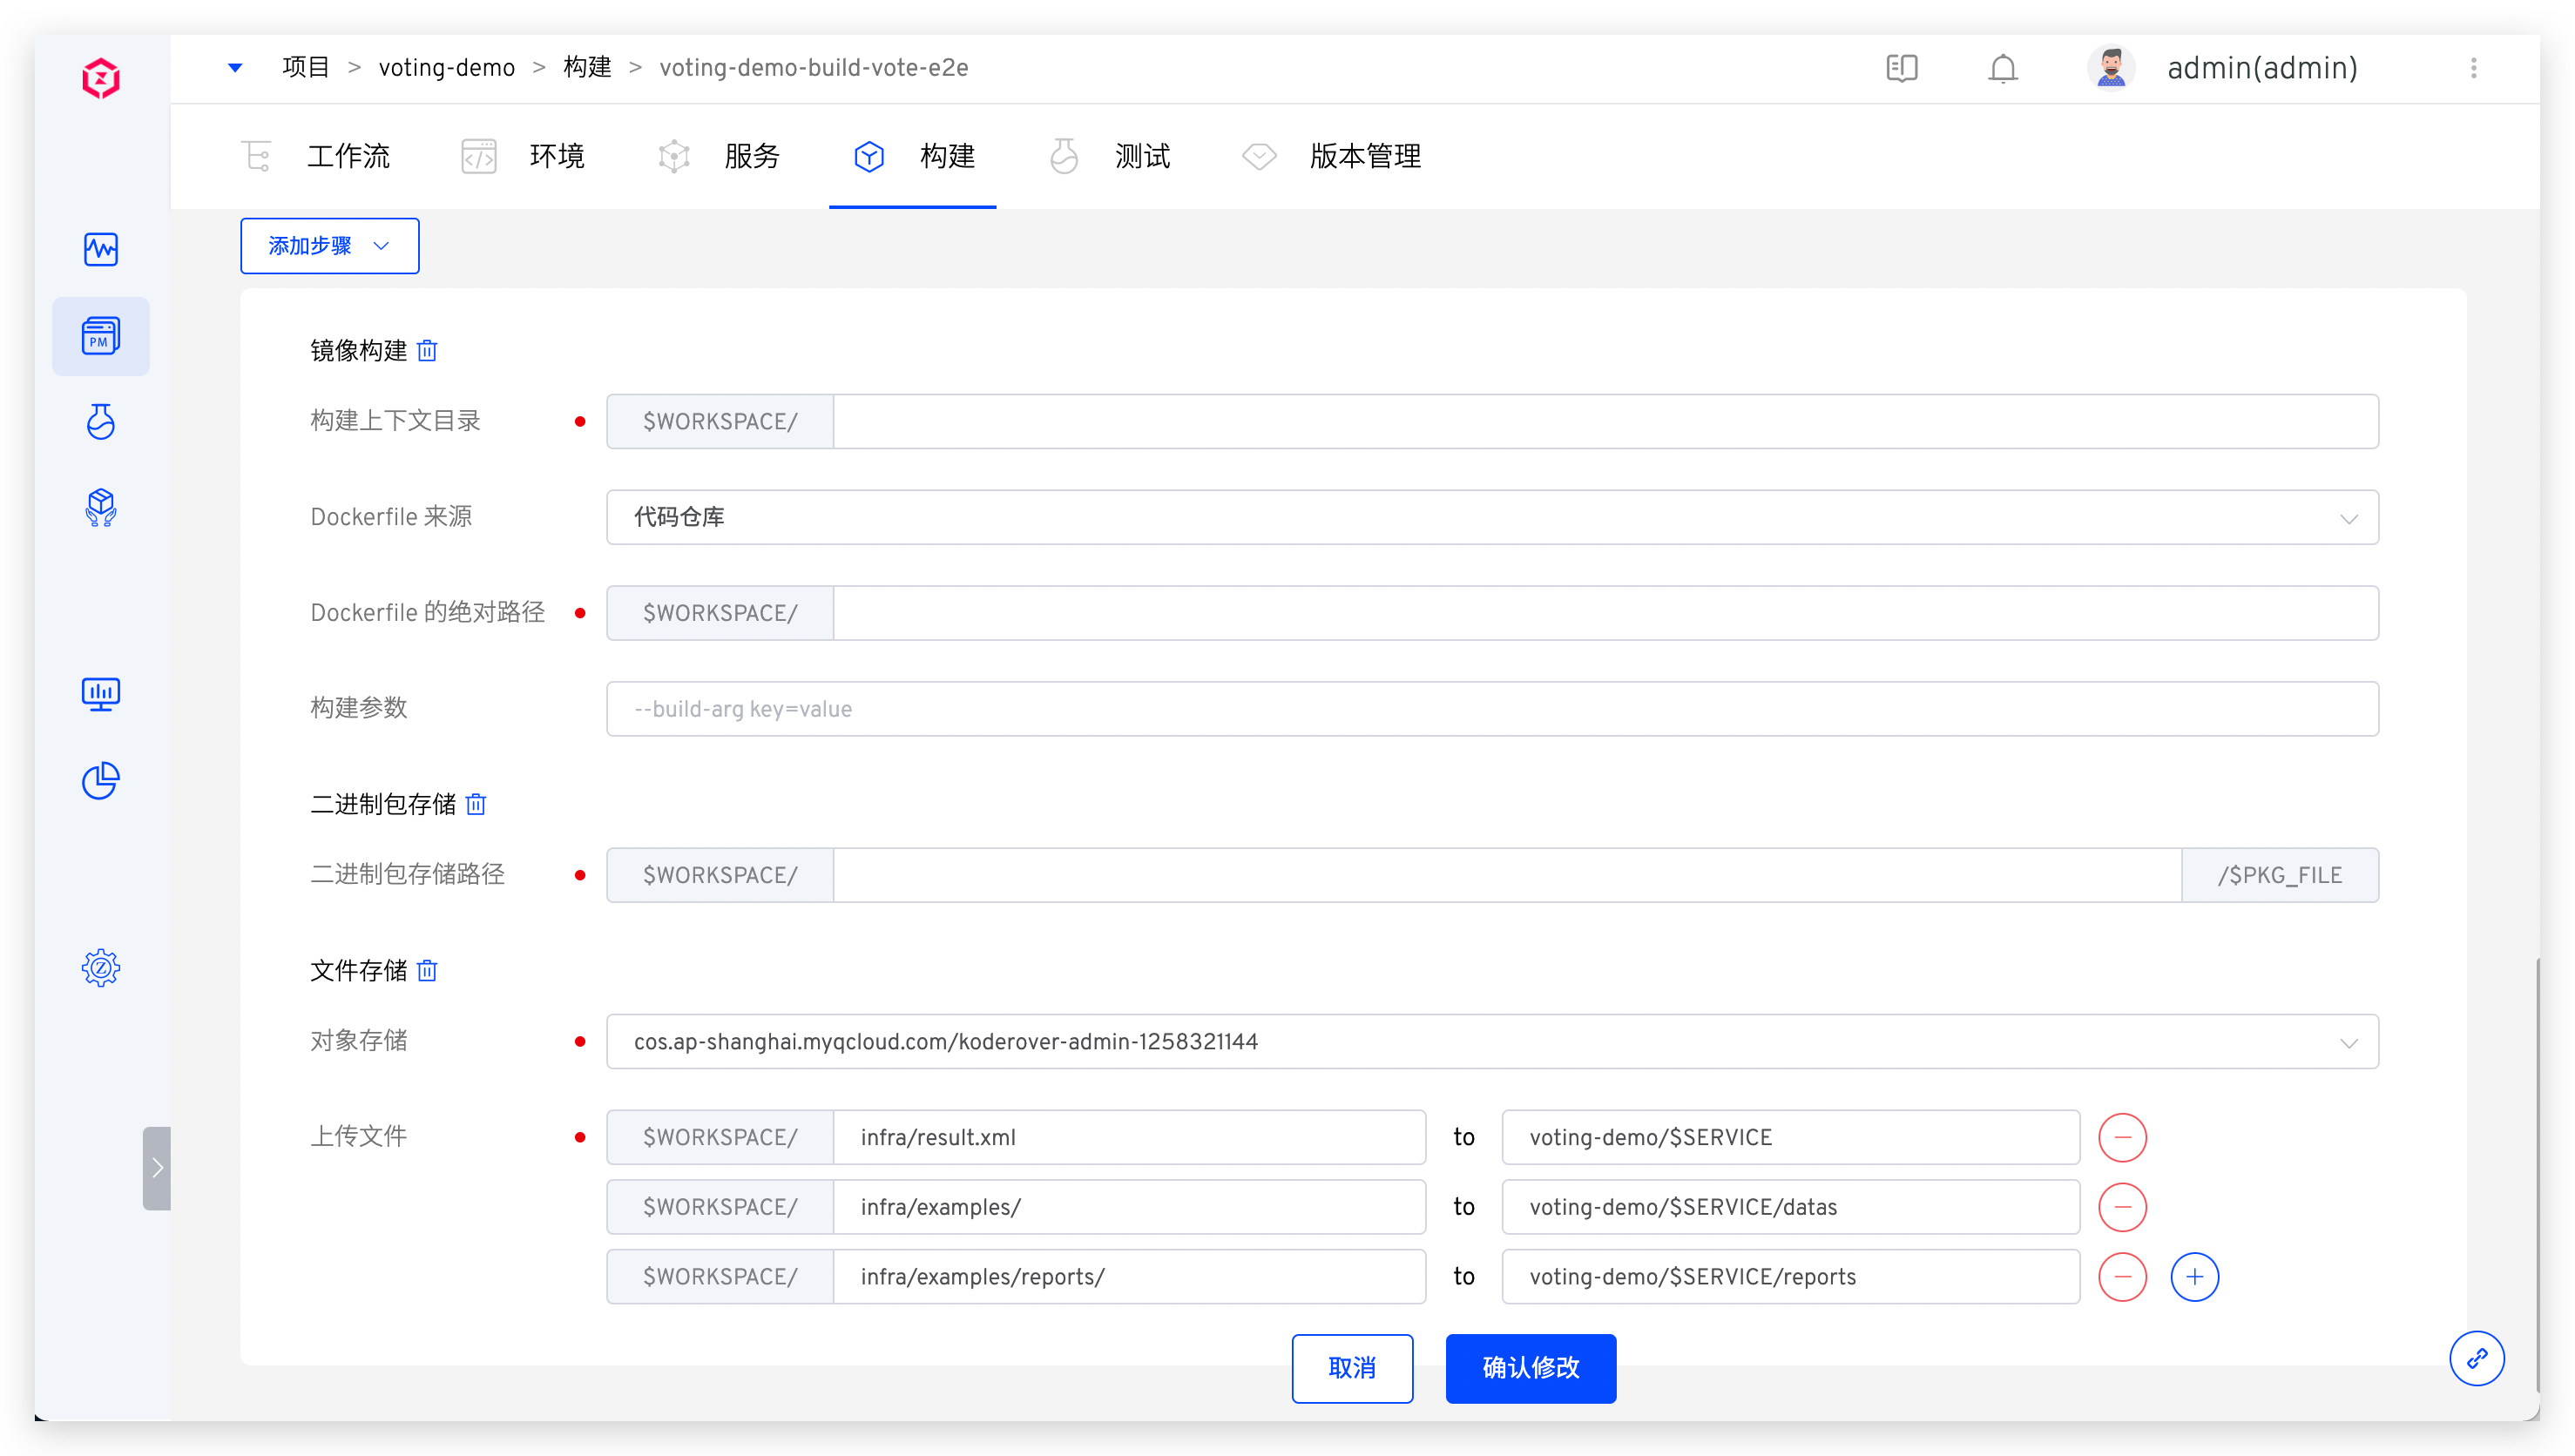 项目 > voting-demo > 构建 > voting-demo-build-vote-e2e
admin(admin)
工作流 环境 服务 构建 测试 版本管理
添加步骤
PM
镜像构建
构建上下文目录 $WORKSPACE/
Dockerfile 来源 代码仓库
Dockerfile 的绝对路径 $WORKSPACE/
构建参数 --build-arg key=value
二进制包存储
二进制包存储路径 $WORKSPACE/ /$PKG_FILE
文件存储
对象存储 cos.ap-shanghai.myqcloud.com/koderover-admin-1258321144
上传文件 $WORKSPACE/ infra/result.xml to voting-demo/$SERVICE
$WORKSPACE/ infra/examples/ to voting-demo/$SERVICE/datas
$WORKSPACE/ infra/examples/reports/ to voting-demo/$SERVICE/reports
取消 确认修改